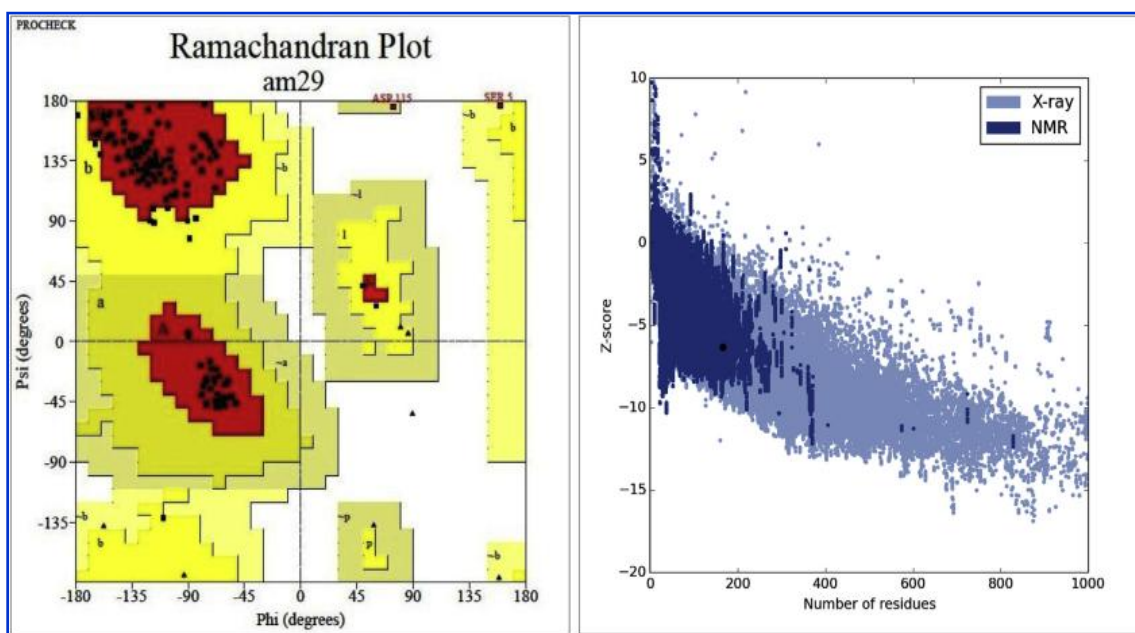 PROCHECK
Ramachandran Plot
am29
ASP 115
SER 5
180
135
90
45
0
-45
-90
-135
-180
-135
-90
-45
0
45
90
135
180
Psi (degrees)
Phi (degrees)
b
~b
~b
b
~l
l
a
A
~a
~b
b
~p
p
~b
X-ray
NMR
10
5
0
−5
−10
−15
−20
0
200
400
600
800
1000
Z-score
Number of residues